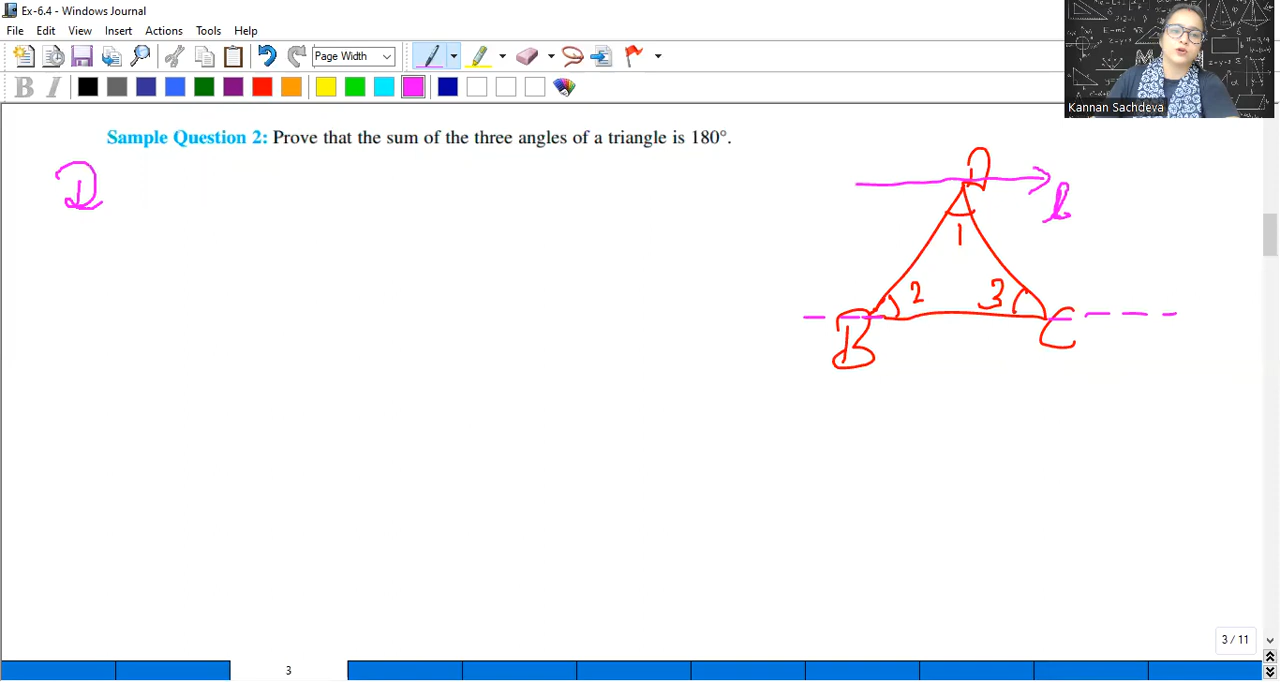 Ex-6.4 - Windows Journal
File Edit View Insert Actions Tools Help
Page Width
B I
Kannan Sachdeva
Sample Question 2: Prove that the sum of the three angles of a triangle is 180°.
D
A
l
1
2 3
B C
3 / 11
3